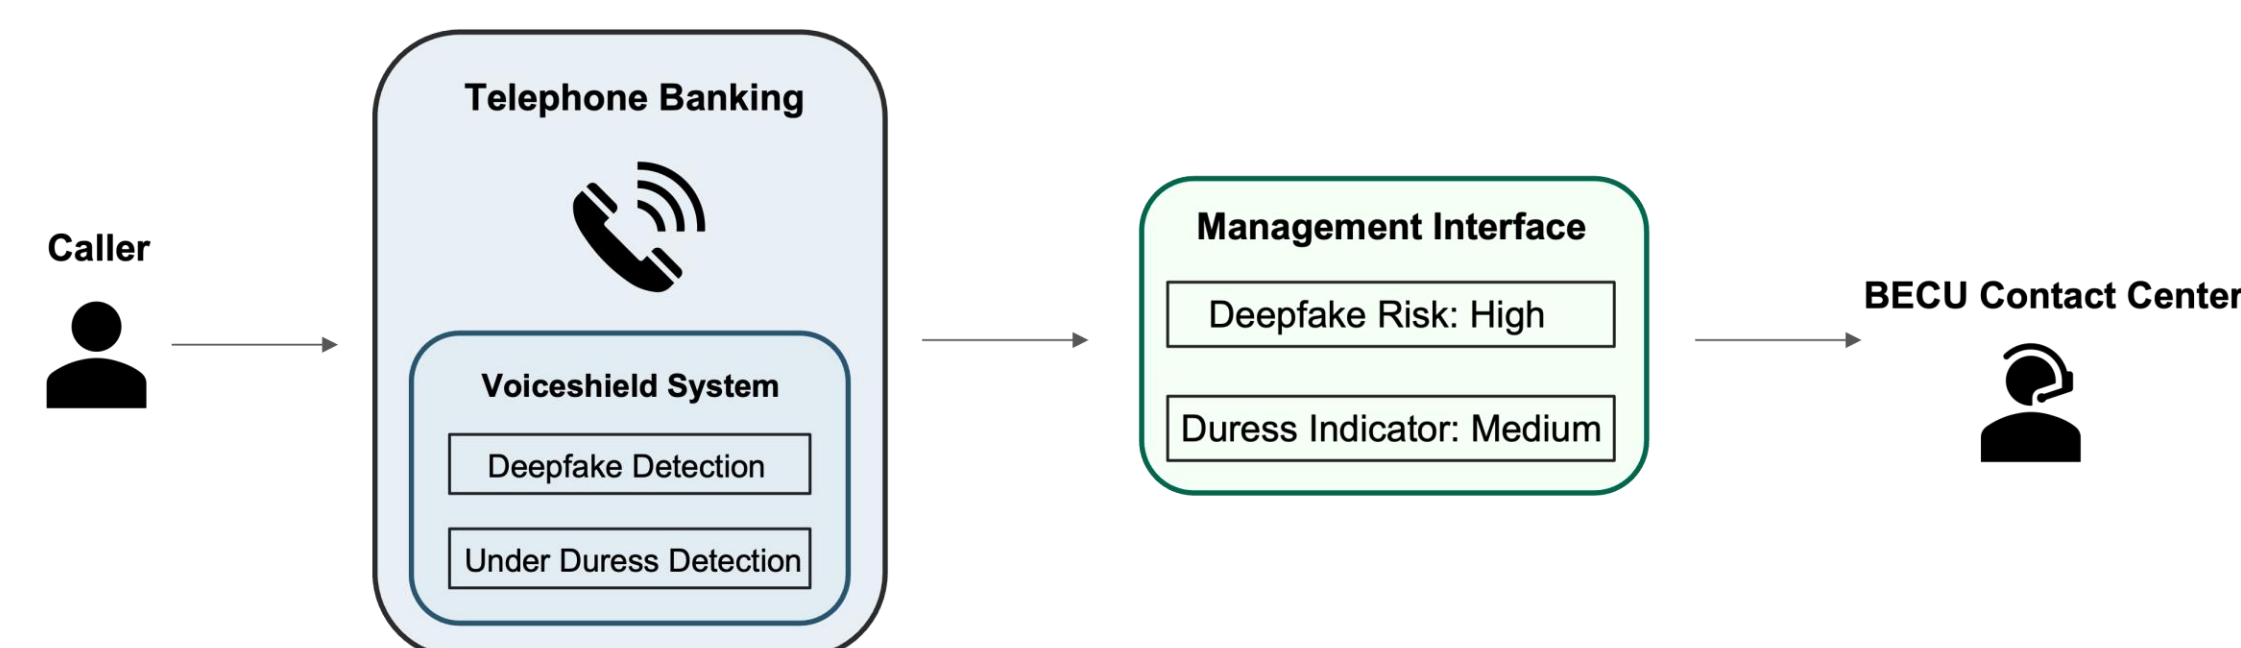 Caller
Telephone Banking
Voiceshield System
Deepfake Detection
Under Duress Detection
Management Interface
Deepfake Risk: High
Duress Indicator: Medium
BECU Contact Center